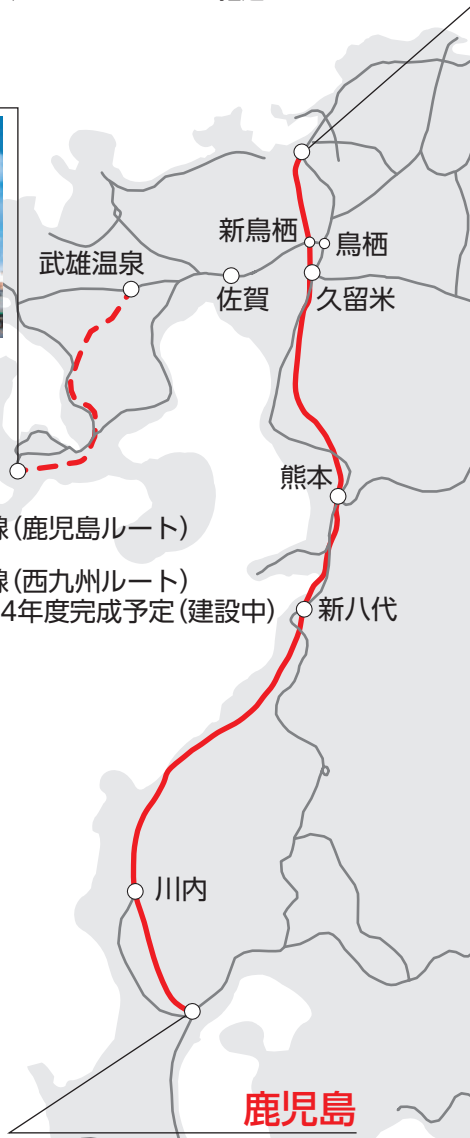 新鳥栖
鳥栖
武雄温泉
佐賀
久留米
熊本
線(鹿児島ルート)
線(西九州ルート)
4年度完成予定(建設中)
新八代
川内
鹿児島